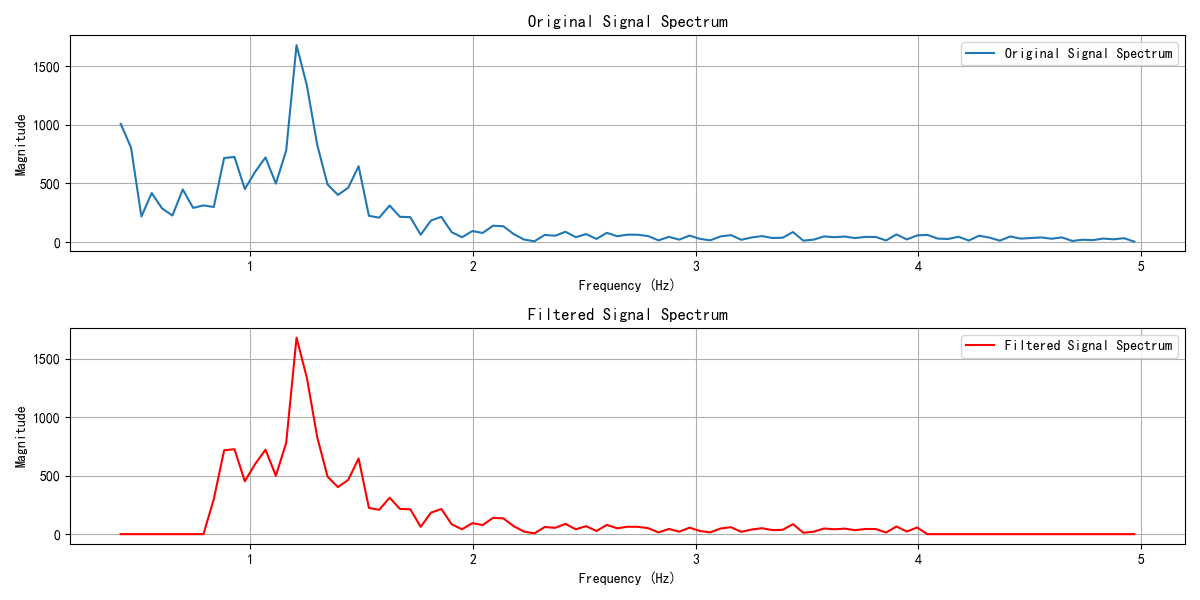 Original Signal Spectrum
Original Signal Spectrum
1500
1000
500
0
Magnitude
1 2 3 4 5
Frequency (Hz)
Filtered Signal Spectrum
Filtered Signal Spectrum
1500
1000
500
0
Magnitude
1 2 3 4 5
Frequency (Hz)